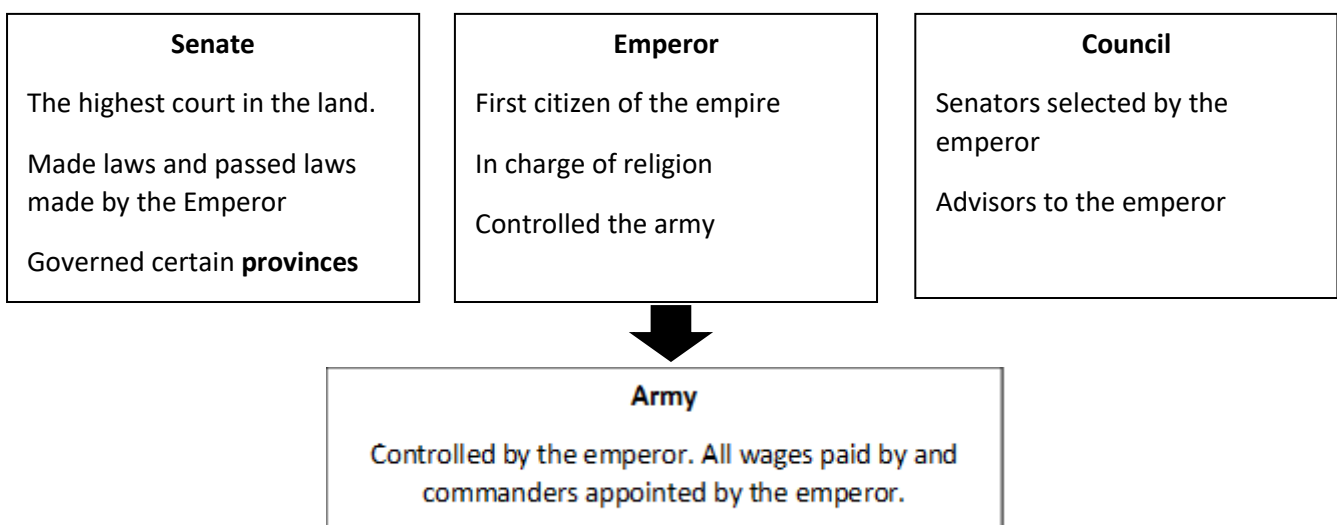 Senate
The highest court in the land.
Made laws and passed laws
made by the Emperor
Governed certain provinces
Emperor
First citizen of the empire
In charge of religion
Controlled the army
Council
Senators selected by the
emperor
Advisors to the emperor
Army
Controlled by the emperor. All wages paid by and
commanders appointed by the emperor.